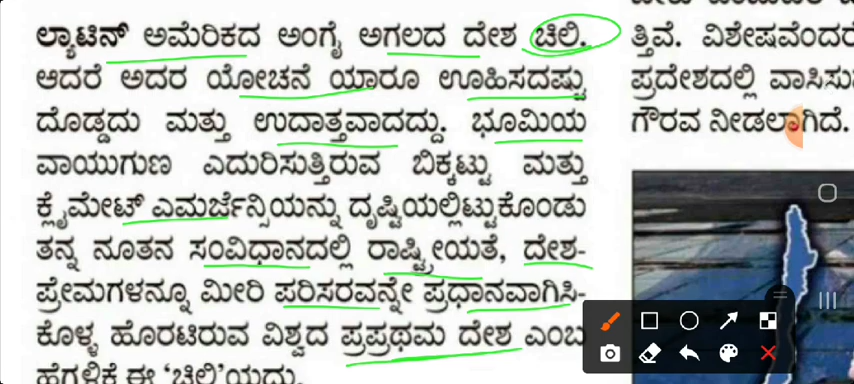 ಲ್ಯಾಟಿನ್ ಅಮೆರಿಕದ ಅಂಗೈ ಅಗಲದ ದೇಶ ಚಿಲಿ.
ಆದರೆ ಅದರ ಯೋಚನೆ ಯಾರೂ ಊಹಿಸದಷ್ಟು
ದೊಡ್ಡದು ಮತ್ತು ಉದಾತ್ತವಾದದ್ದು. ಭೂಮಿಯ
ವಾಯುಗುಣ ಎದುರಿಸುತ್ತಿರುವ ಬಿಕ್ಕಟ್ಟು ಮತ್ತು
ಕ್ಲೈಮೇಟ್ ಎಮರ್ಜೆನ್ಸಿಯನ್ನು ದೃಷ್ಟಿಯಲ್ಲಿಟ್ಟುಕೊಂಡು
ತನ್ನ ನೂತನ ಸಂವಿಧಾನದಲ್ಲಿ ರಾಷ್ಟ್ರೀಯತೆ, ದೇಶ-
ಪ್ರೇಮಗಳನ್ನೂ ಮೀರಿ ಪರಿಸರವನ್ನೇ ಪ್ರಧಾನವಾಗಿಸಿ-
ಕೊಳ್ಳ ಹೊರಟಿರುವ ವಿಶ್ವದ ಪ್ರಪ್ರಥಮ ದೇಶ ಎಂಬ
ಹೆಗ್ಗಳಿಕೆ ಈ 'ಚಿಲಿ'ಯದು.
ತ್ತಿವೆ. ವಿಶೇಷವೆಂದರೆ
ಪ್ರದೇಶದಲ್ಲಿ ವಾಸಿಸು
ಗೌರವ ನೀಡಲಾಗಿದೆ.